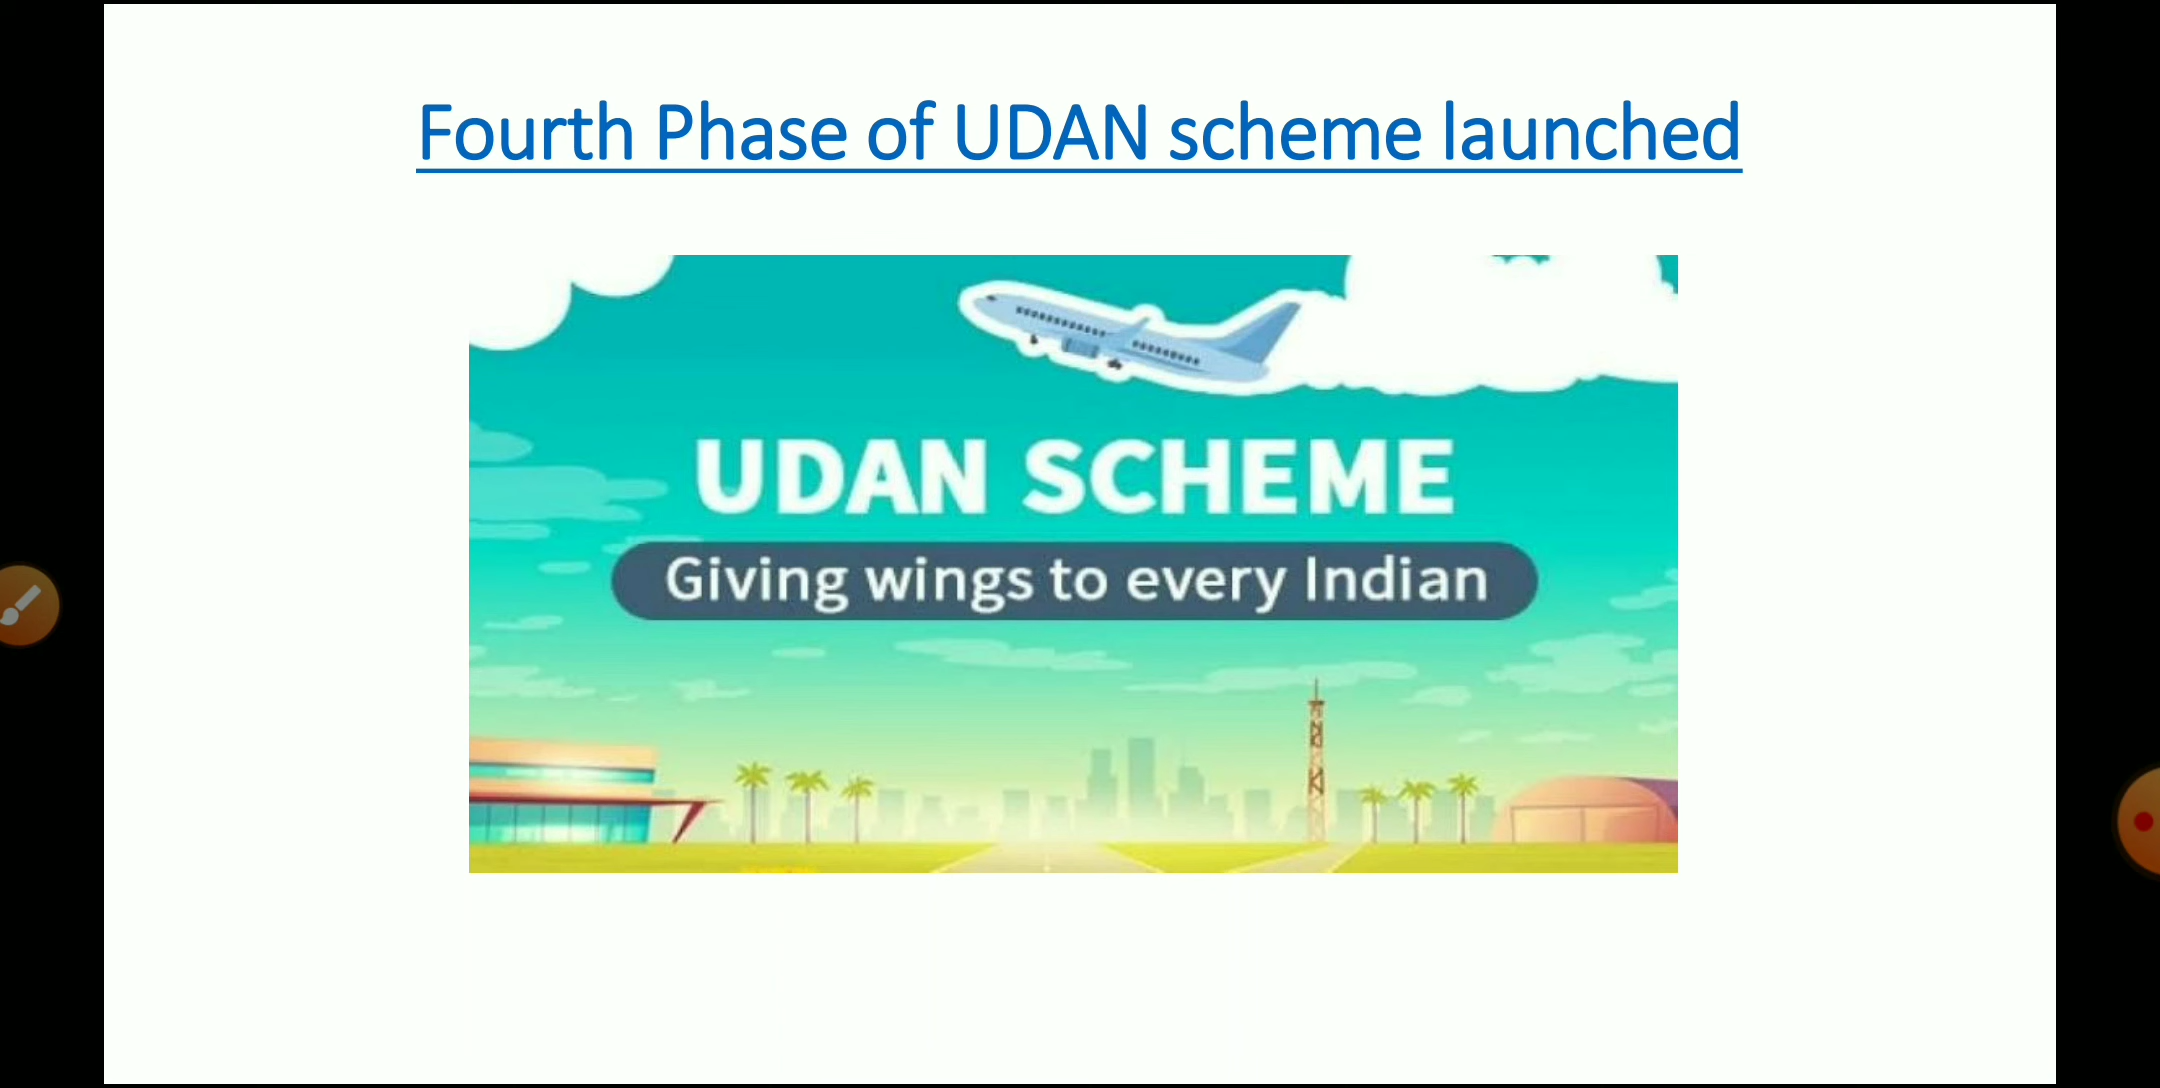 Fourth Phase of UDAN scheme launched
UDAN SCHEME
Giving wings to every Indian